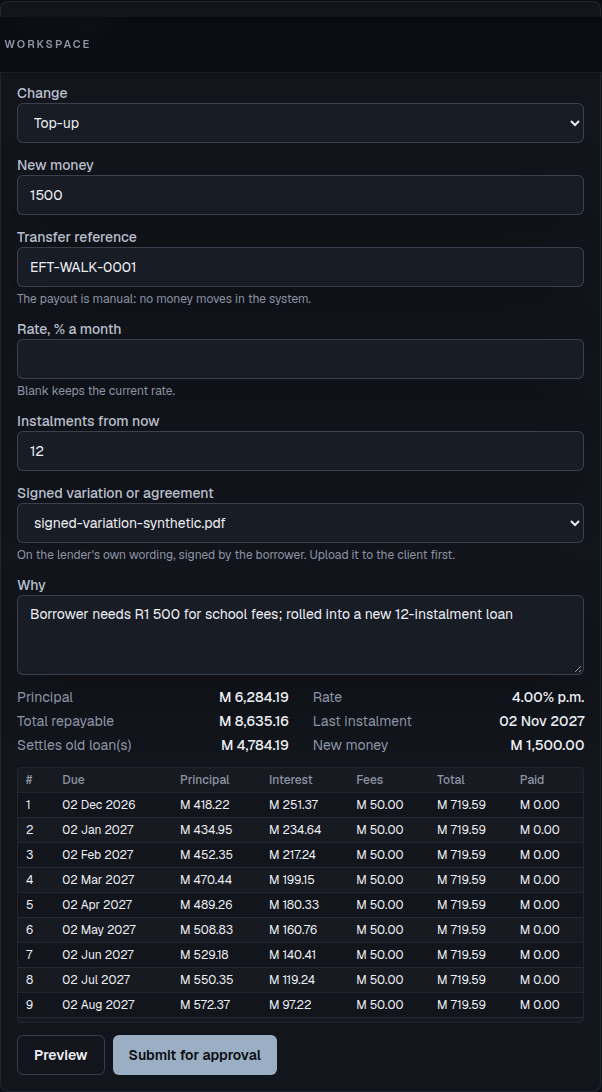 WORKSPACE
Change
Top-up
New money
1500
Transfer reference
EFT-WALK-0001
The payout is manual: no money moves in the system.
Rate, % a month
Blank keeps the current rate.
Instalments from now
12
Signed variation or agreement
signed-variation-synthetic.pdf
On the lender's own wording, signed by the borrower. Upload it to the client first.
Why
Borrower needs R1 500 for school fees; rolled into a new 12-instalment loan
Principal M 6,284.19 Rate 4.00% p.m.
Total repayable M 8,635.16 Last instalment 02 Nov 2027
Settles old loan(s) M 4,784.19 New money M 1,500.00
# Due Principal Interest Fees Total Paid
1 02 Dec 2026 M 418.22 M 251.37 M 50.00 M 719.59 M 0.00
2 02 Jan 2027 M 434.95 M 234.64 M 50.00 M 719.59 M 0.00
3 02 Feb 2027 M 452.35 M 217.24 M 50.00 M 719.59 M 0.00
4 02 Mar 2027 M 470.44 M 199.15 M 50.00 M 719.59 M 0.00
5 02 Apr 2027 M 489.26 M 180.33 M 50.00 M 719.59 M 0.00
6 02 May 2027 M 508.83 M 160.76 M 50.00 M 719.59 M 0.00
7 02 Jun 2027 M 529.18 M 140.41 M 50.00 M 719.59 M 0.00
8 02 Jul 2027 M 550.35 M 119.24 M 50.00 M 719.59 M 0.00
9 02 Aug 2027 M 572.37 M 97.22 M 50.00 M 719.59 M 0.00
Preview Submit for approval